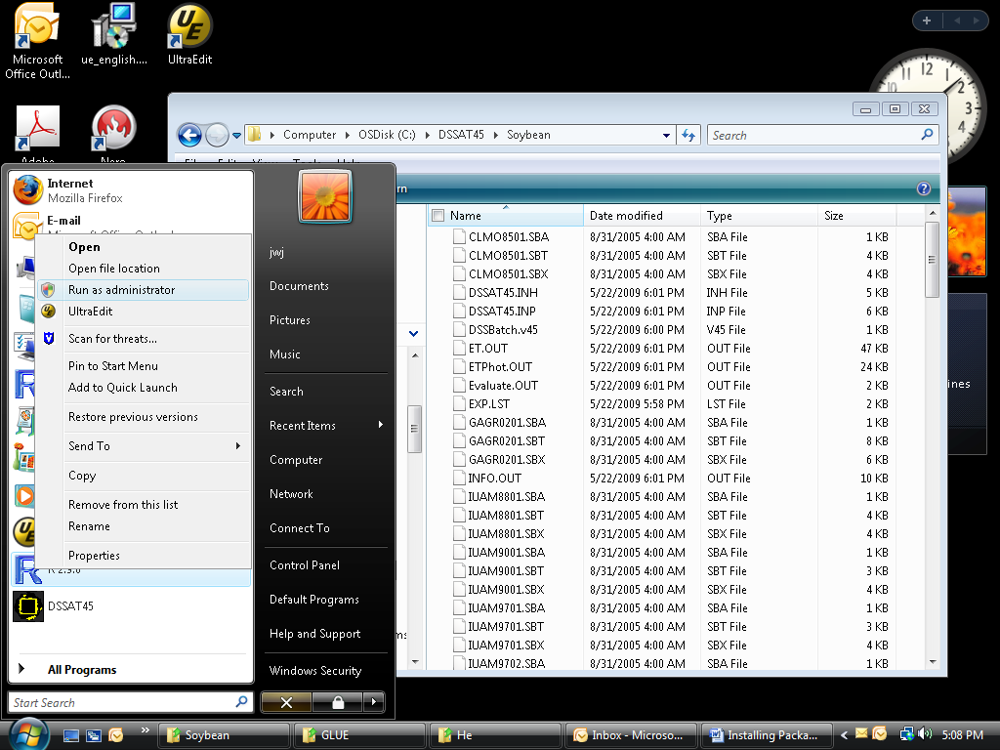 Microsoft
Office Outl...
ue_english....
UltraEdit
Adobe
Nero
12
11
10
2
3
4
Computer
OSDisk (C:)
DSSAT45
Soybean
Search
File Edit View Tools Help
rn
Name
Date modified
Type
Size
CLMO8501.SBA 8/31/2005 4:00 AM SBA File 1 KB
CLMO8501.SBT 8/31/2005 4:00 AM SBT File 4 KB
CLMO8501.SBX 8/31/2005 4:00 AM SBX File 4 KB
DSSAT45.INH 5/22/2009 6:01 PM INH File 5 KB
DSSAT45.INP 5/22/2009 6:01 PM INP File 6 KB
DSSBatch.v45 5/22/2009 6:00 PM V45 File 1 KB
ET.OUT 5/22/2009 6:01 PM OUT File 47 KB
ETPhot.OUT 5/22/2009 6:01 PM OUT File 24 KB
Evaluate.OUT 5/22/2009 6:01 PM OUT File 2 KB
EXP.LST 5/22/2009 5:58 PM LST File 2 KB
GAGR0201.SBA 8/31/2005 4:00 AM SBA File 1 KB
GAGR0201.SBT 8/31/2005 4:00 AM SBT File 8 KB
GAGR0201.SBX 8/31/2005 4:00 AM SBX File 6 KB
INFO.OUT 5/22/2009 6:01 PM OUT File 10 KB
IUAM8801.SBA 8/31/2005 4:00 AM SBA File 1 KB
IUAM8801.SBT 8/31/2005 4:00 AM SBT File 4 KB
IUAM8801.SBX 8/31/2005 4:00 AM SBX File 4 KB
IUAM9001.SBA 8/31/2005 4:00 AM SBA File 1 KB
IUAM9001.SBT 8/31/2005 4:00 AM SBT File 3 KB
IUAM9001.SBX 8/31/2005 4:00 AM SBX File 4 KB
IUAM9701.SBA 8/31/2005 4:00 AM SBA File 1 KB
IUAM9701.SBT 8/31/2005 4:00 AM SBT File 3 KB
IUAM9701.SBX 8/31/2005 4:00 AM SBX File 4 KB
IUAM9702.SBA 8/31/2005 4:00 AM SBA File 1 KB
ines
Internet
Mozilla Firefox
E-mail
Microsoft Office Outlook
Open
Open file location
Run as administrator
UltraEdit
Scan for threats...
Pin to Start Menu
Add to Quick Launch
Restore previous versions
Send To
Copy
Remove from this list
Rename
Properties
R 2.9.0
DSSAT45
All Programs
Start Search
jwj
Documents
Pictures
Music
Search
Recent Items
Computer
Network
Connect To
Control Panel
Default Programs
Help and Support
Windows Security
ms
Soybean
GLUE
He
Inbox - Microso...
Installing Packa...
5:08 PM